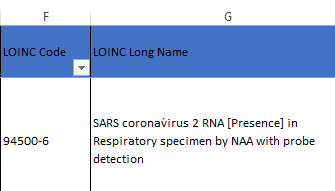 F G
LOINC Code LOINC Long Name
94500-6
SARS coronavirus 2 RNA [Presence] in
Respiratory specimen by NAA with probe
detection